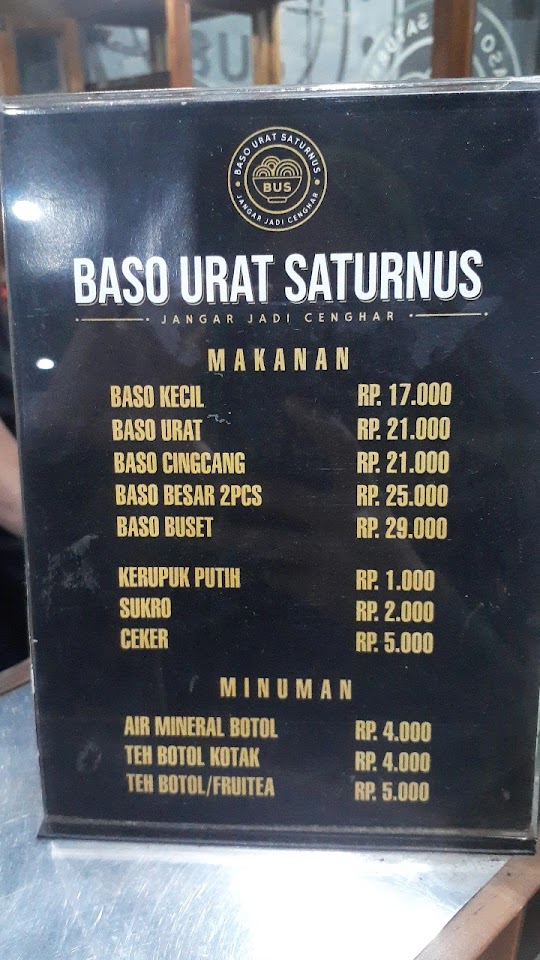 BASO URAT SATURNUS
BUS
JANGAR JADI CENGHAR
BASO URAT SATURNUS
JANGAR JADI CENGHAR
MAKANAN
BASO KECIL RP. 17.000
BASO URAT RP. 21.000
BASO CINGCANG RP. 21.000
BASO BESAR 2PCS RP. 25.000
BASO BUSET RP. 29.000
KERUPUK PUTIH RP. 1.000
SUKRO RP. 2.000
CEKER RP. 5.000
MINUMAN
AIR MINERAL BOTOL RP. 4.000
TEH BOTOL KOTAK RP. 4.000
TEH BOTOL/FRUITEA RP. 5.000